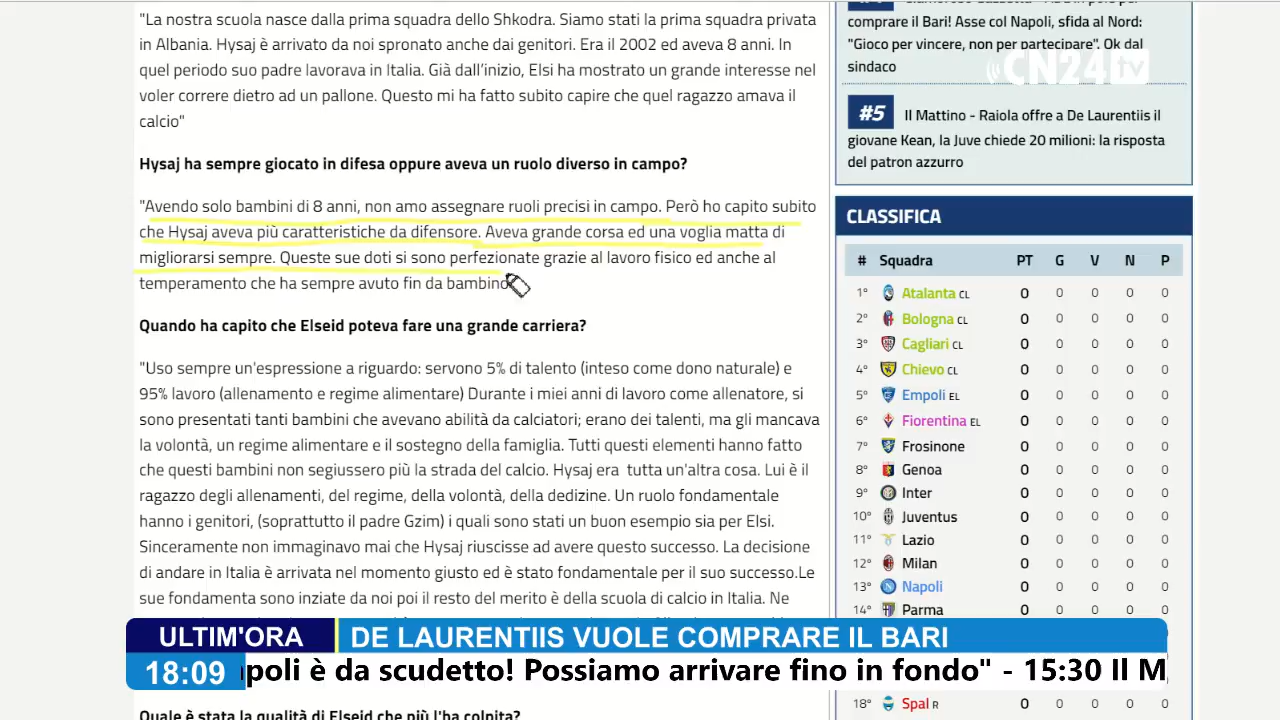 "La nostra scuola nasce dalla prima squadra dello Shkodra. Siamo stati la prima squadra privata
in Albania. Hysaj è arrivato da noi spronato anche dai genitori. Era il 2002 ed aveva 8 anni. In
quel periodo suo padre lavorava in Italia. Già dall'inizio, Elsi ha mostrato un grande interesse nel
voler correre dietro ad un pallone. Questo mi ha fatto subito capire che quel ragazzo amava il
calcio"
Hysaj ha sempre giocato in difesa oppure aveva un ruolo diverso in campo?
"Avendo solo bambini di 8 anni, non amo assegnare ruoli precisi in campo. Però ho capito subito
che Hysaj aveva più caratteristiche da difensore. Aveva grande corsa ed una voglia matta di
migliorarsi sempre. Queste sue doti si sono perfezionate grazie al lavoro fisico ed anche al
temperamento che ha sempre avuto fin da bambino
Quando ha capito che Elseid poteva fare una grande carriera?
"Uso sempre un'espressione a riguardo: servono 5% di talento (inteso come dono naturale) e
95% lavoro (allenamento e regime alimentare) Durante i miei anni di lavoro come allenatore, si
sono presentati tanti bambini che avevano abilità da calciatori; erano dei talenti, ma gli mancava
la volontà, un regime alimentare e il sostegno della famiglia. Tutti questi elementi hanno fatto
che questi bambini non segiussero più la strada del calcio. Hysaj era tutta un'altra cosa. Lui è il
ragazzo degli allenamenti, del regime, della volontà, della dedizine. Un ruolo fondamentale
hanno i genitori, (soprattutto il padre Gzim) i quali sono stati un buon esempio sia per Elsi.
Sinceramente non immaginavo mai che Hysaj riuscisse ad avere questo successo. La decisione
di andare in Italia è arrivata nel momento giusto ed è stato fondamentale per il suo successo.Le
sue fondamenta sono inziate da noi poi il resto del merito è della scuola di calcio in Italia. Ne
Quale è stata la qualità di Elseid che più l'ha colpita?
comprare il Bari! Asse col Napoli, sfida al Nord:
"Gioco per vincere, non per partecipare". Ok dal
sindaco
CN24 tv
#5 Il Mattino - Raiola offre a De Laurentiis il
giovane Kean, la Juve chiede 20 milioni: la risposta
del patron azzurro
CLASSIFICA
# Squadra PT G V N P
1° Atalanta CL 0 0 0 0 0
2° Bologna CL 0 0 0 0 0
3° Cagliari CL 0 0 0 0 0
4° Chievo CL 0 0 0 0 0
5° Empoli EL 0 0 0 0 0
6° Fiorentina EL 0 0 0 0 0
7° Frosinone 0 0 0 0 0
8° Genoa 0 0 0 0 0
9° Inter 0 0 0 0 0
10° Juventus 0 0 0 0 0
11° Lazio 0 0 0 0 0
12° Milan 0 0 0 0 0
13° Napoli 0 0 0 0 0
14° Parma 0 0 0 0 0
18° Spal R 0 0 0 0 0
ULTIM'ORA DE LAURENTIIS VUOLE COMPRARE IL BARI
18:09 poli è da scudetto! Possiamo arrivare fino in fondo" - 15:30 Il M